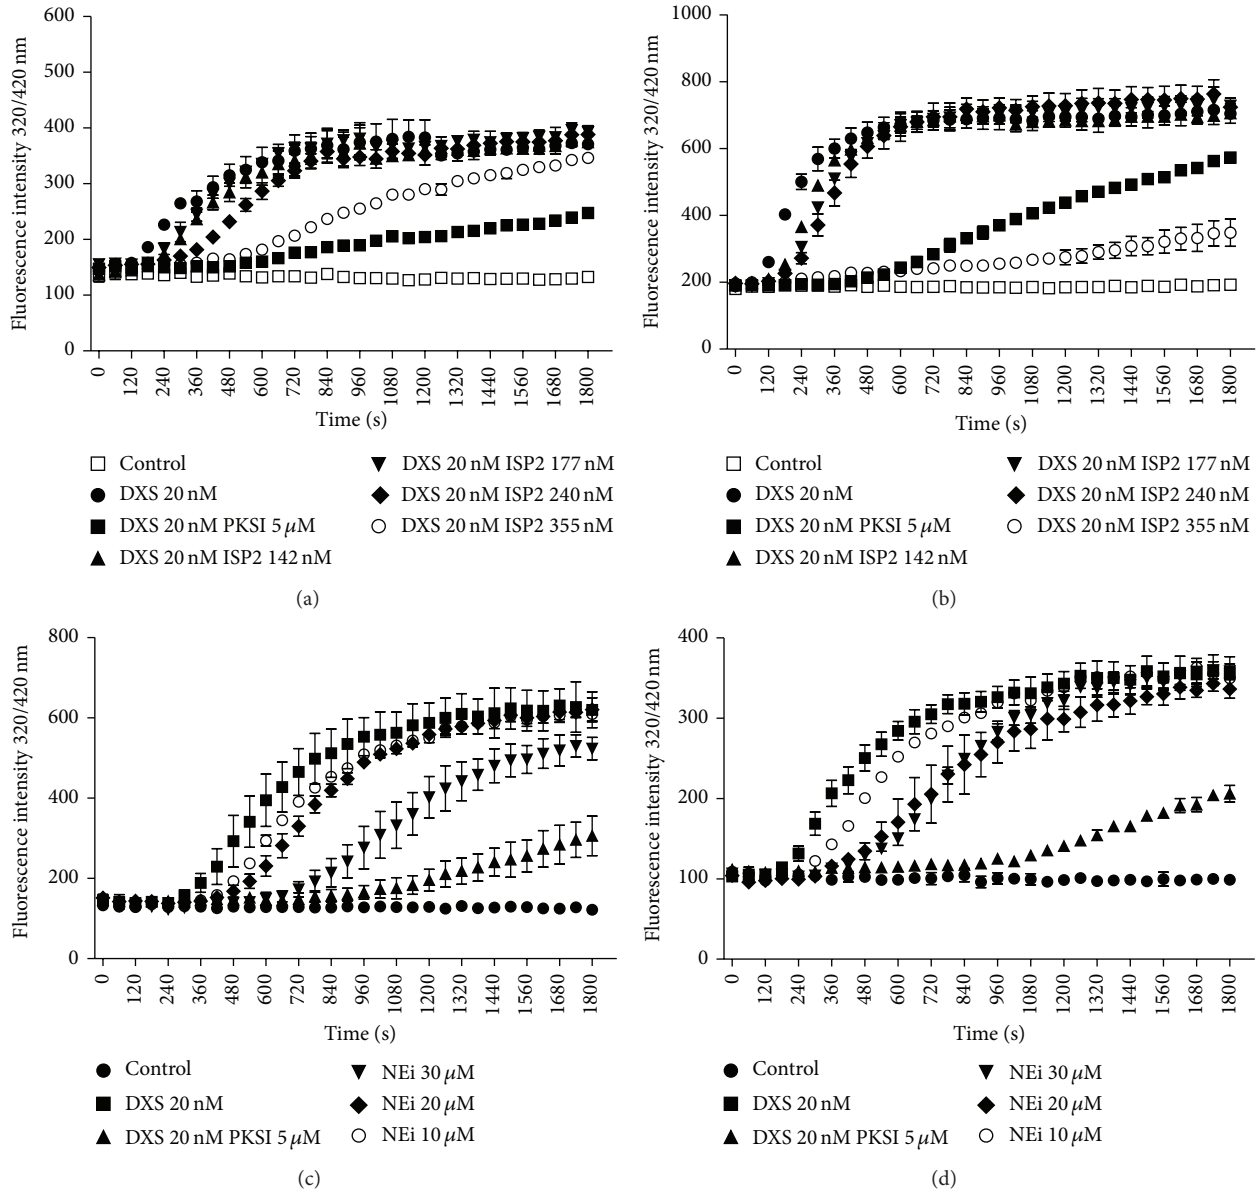 600
500
400
300
200
100
0
Fluorescence intensity 320/420 nm
0
120
240
360
480
600
720
840
960
1080
1200
1320
1440
1560
1680
1800
Time (s)
Control
DXS 20 nM
DXS 20 nM PKSI 5 μM
DXS 20 nM ISP2 142 nM
DXS 20 nM ISP2 177 nM
DXS 20 nM ISP2 240 nM
DXS 20 nM ISP2 355 nM
(a)
1000
800
600
400
200
0
Fluorescence intensity 320/420 nm
0
120
240
360
480
600
720
840
960
1080
1200
1320
1440
1560
1680
1800
Time (s)
Control
DXS 20 nM
DXS 20 nM PKSI 5 μM
DXS 20 nM ISP2 142 nM
DXS 20 nM ISP2 177 nM
DXS 20 nM ISP2 240 nM
DXS 20 nM ISP2 355 nM
(b)
800
600
400
200
0
Fluorescence intensity 320/420 nm
0
120
240
360
480
600
720
840
960
1080
1200
1320
1440
1560
1680
1800
Time (s)
Control
DXS 20 nM
DXS 20 nM PKSI 5 μM
NEi 30 μM
NEi 20 μM
NEi 10 μM
(c)
400
300
200
100
0
Fluorescence intensity 320/420 nm
0
120
240
360
480
600
720
840
960
1080
1200
1320
1440
1560
1680
1800
Time (s)
Control
DXS 20 nM
DXS 20 nM PKSI 5 μM
NEi 30 μM
NEi 20 μM
NEi 10 μM
(d)